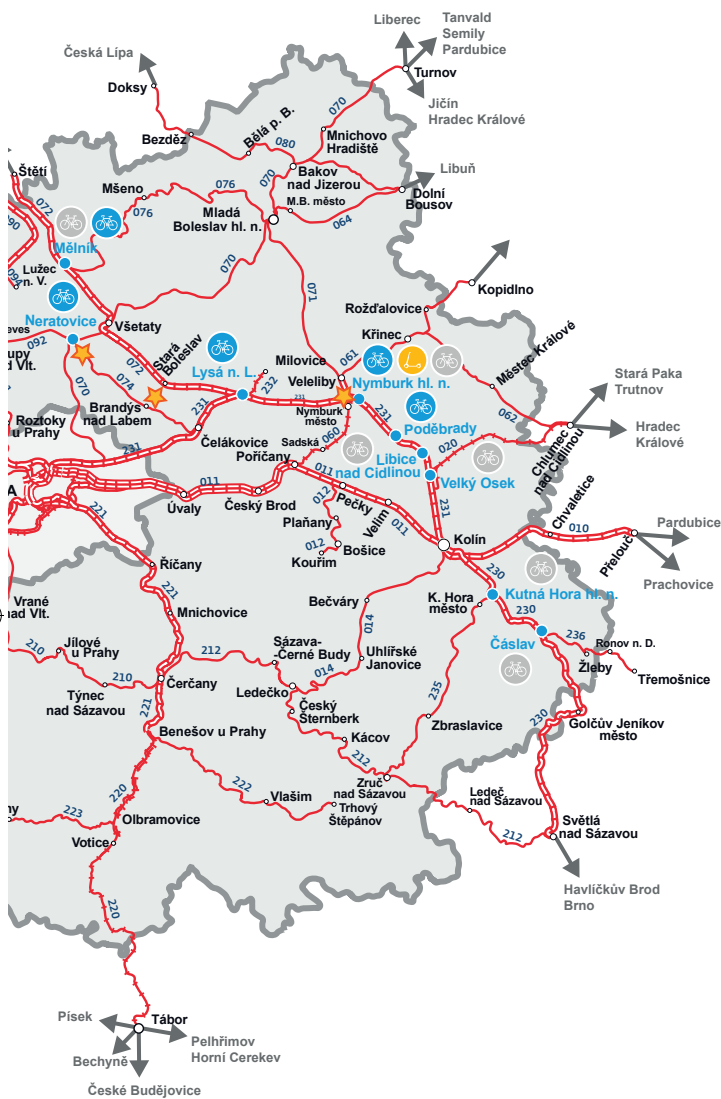 Liberec
Tanvald
Semily
Pardubice
Česká Lípa
Turnov
Doksy
Jičín
Hradec Králové
070
Bělá p. B.
Bezděz
080
Mnichovo
Hradiště
Libuň
Štětí
Bakov
nad Jizerou
070
Mšeno
076
M.B. město
Dolní
Bousov
072
076
Mladá
Boleslav hl. n.
064
090
Mělník
094
Lužec
n. V.
070
071
Kopidlno
Neratovice
Rožďalovice
Všetaty
eves
092
Křinec
upy
d Vlt.
072
Stará
Boleslav
Milovice
061
Městec Králové
Stará Paka
Trutnov
070
074
Lysá n. L.
232
Veleliby
Nymburk hl. n.
231
Brandýs
nad Labem
231
Nymburk
město
231
Poděbrady
062
Roztoky
u Prahy
231
Čelákovice
Sadská
060
Libice
nad Cidlinou
020
Chlumec
nad Cidlinou
Hradec
Králové
Poříčany
011
Velký Osek
A
221
011
Úvaly
Český Brod
012
Pečky
Velim
011
231
Chvaletice
Plaňany
010
Pardubice
012
Bošice
Kouřim
Kolín
Přelouč
Říčany
230
Prachovice
221
Vrané
nad Vlt.
Mnichovice
Bečváry
K. Hora
město
Kutná Hora hl. n.
230
014
210
Jílové
u Prahy
212
Sázava-
-Černé Budy
Uhlířské
Janovice
Čáslav
236
Ronov n. D.
Žleby
Třemošnice
014
210
Čerčany
Ledečko
235
Týnec
nad Sázavou
Český
Šternberk
221
Zbraslavice
230
Golčův Jeníkov
město
Benešov u Prahy
Kácov
212
220
222
Zruč
nad Sázavou
Ledeč
nad Sázavou
Vlašim
Trhový
Štěpánov
ny
223
Olbramovice
Světlá
nad Sázavou
212
Votice
Havlíčkův Brod
Brno
220
Písek
Tábor
Pelhřimov
Horní Cerekev
Bechyně
České Budějovice